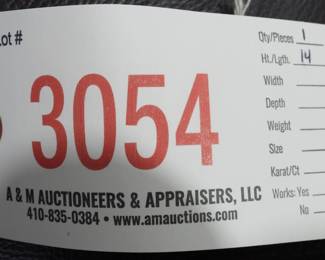 Lot #
3054
A & M AUCTIONEERS & APPRAISERS, LLC
410-835-0384 • www.amauctions.com
Qty/Pieces 1
Ht./Lgth. 14
Width
Depth
Weight
Size
Karat/Ct
Works: Yes
No